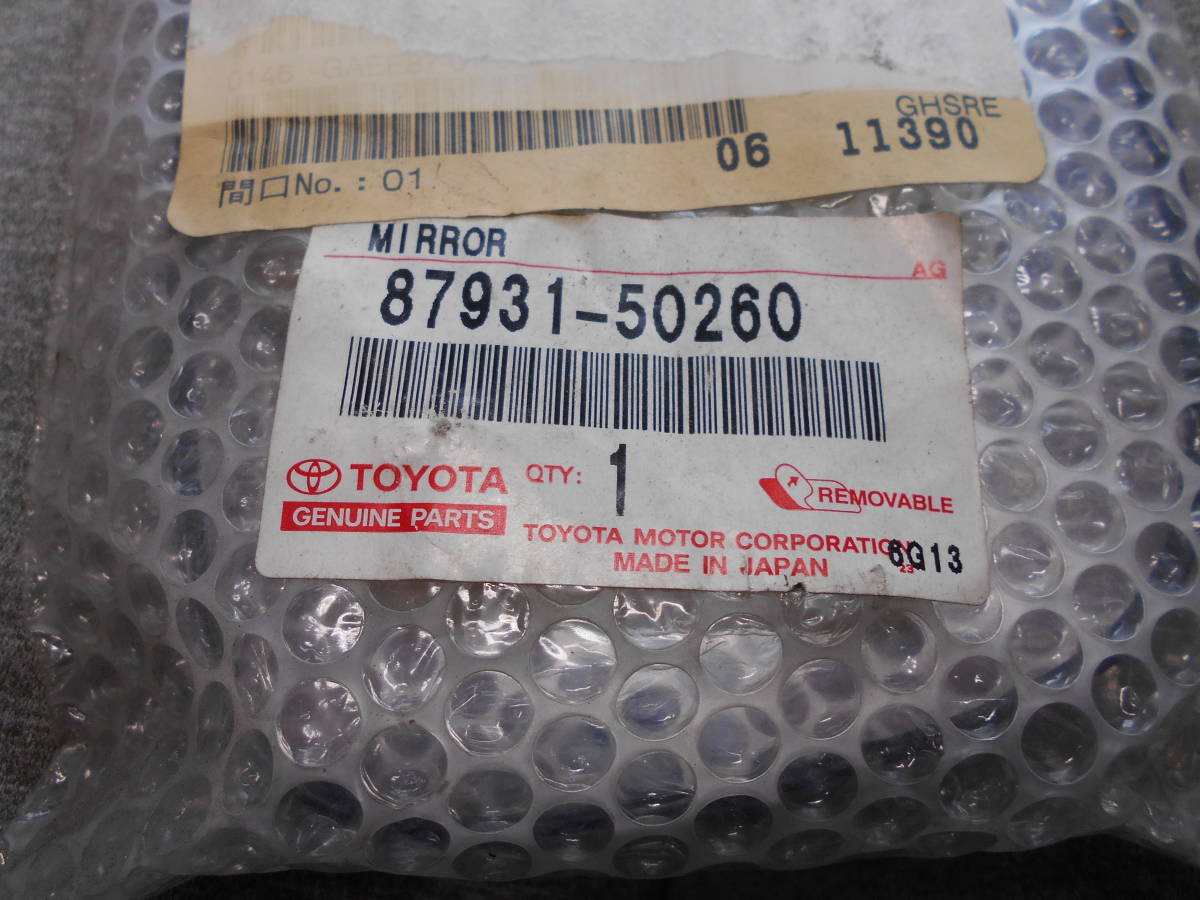 GHSRE
06 11390
間口No.: 01
MIRROR
AG
87931-50260
TOYOTA
GENUINE PARTS
QTY: 1
REMOVABLE
TOYOTA MOTOR CORPORATION
MADE IN JAPAN
23
6G13